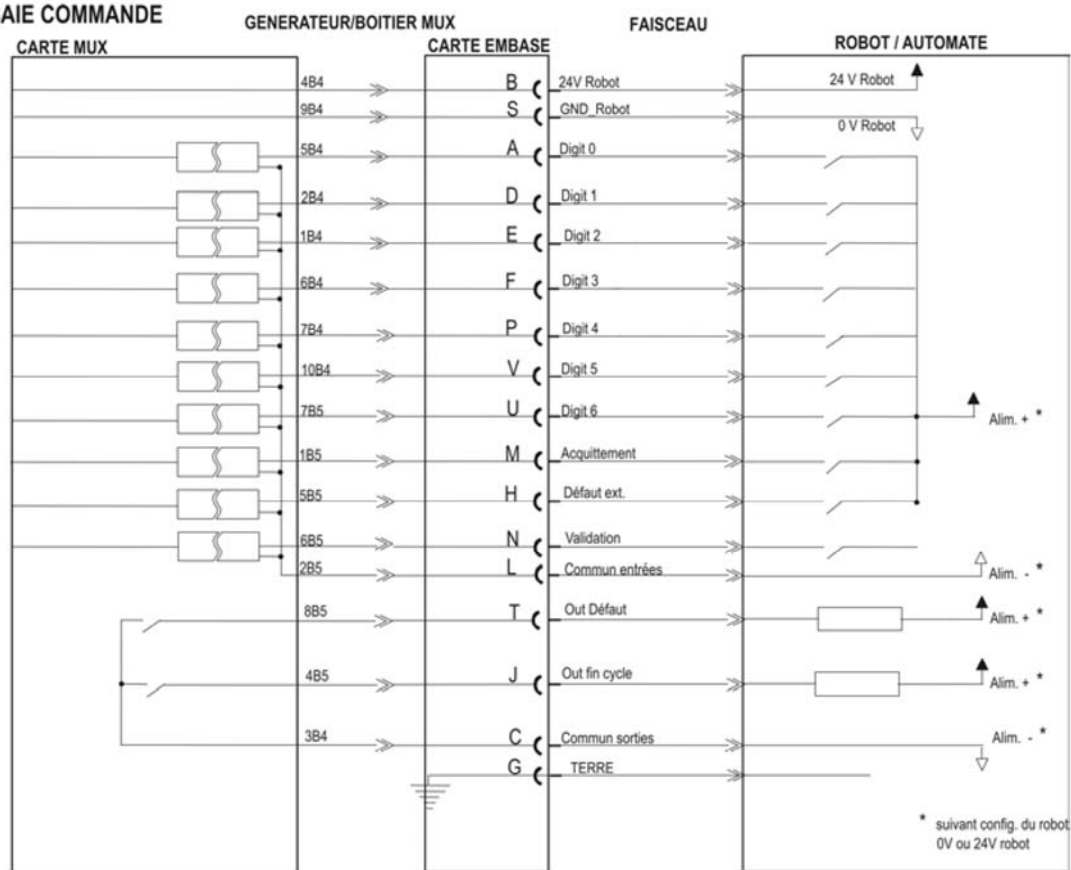 AIE COMMANDE
GENERATEUR/BOITIER MUX
FAISCEAU
CARTE MUX
CARTE EMBASE
ROBOT / AUTOMATE
4B4 B 24V Robot 24 V Robot
9B4 S GND_Robot
0 V Robot
5B4 A Digit 0
2B4 D Digit 1
1B4 E Digit 2
6B4 F Digit 3
7B4 P Digit 4
10B4 V Digit 5
7B5 U Digit 6 Alim. + *
1B5 M Acquittement
5B5 H Défaut ext.
6B5 N Validation
2B5 L Commun entrées Alim. - *
8B5 T Out Défaut Alim. + *
4B5 J Out fin cycle Alim. + *
3B4 C Commun sorties Alim. - *
G TERRE
* suivant config. du robot
0V ou 24V robot